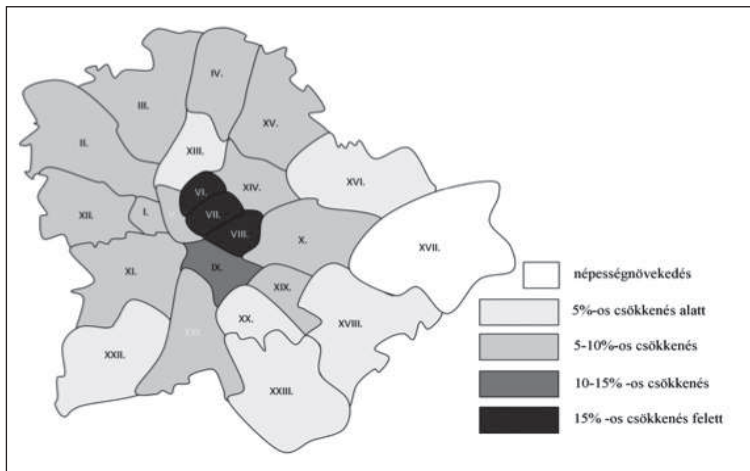 IV.
III.
XV.
II.
XIII.
XVI.
VI.
XIV.
XII.
I.
V.
VII.
VIII.
X.
XVII.
IX.
XI.
XIX.
népességnövekedés
XX.
XVIII.
5%-os csökkenés alatt
XXI.
XXII.
5-10%-os csökkenés
XXIII.
10-15% -os csökkenés
15% -os csökkenés felett